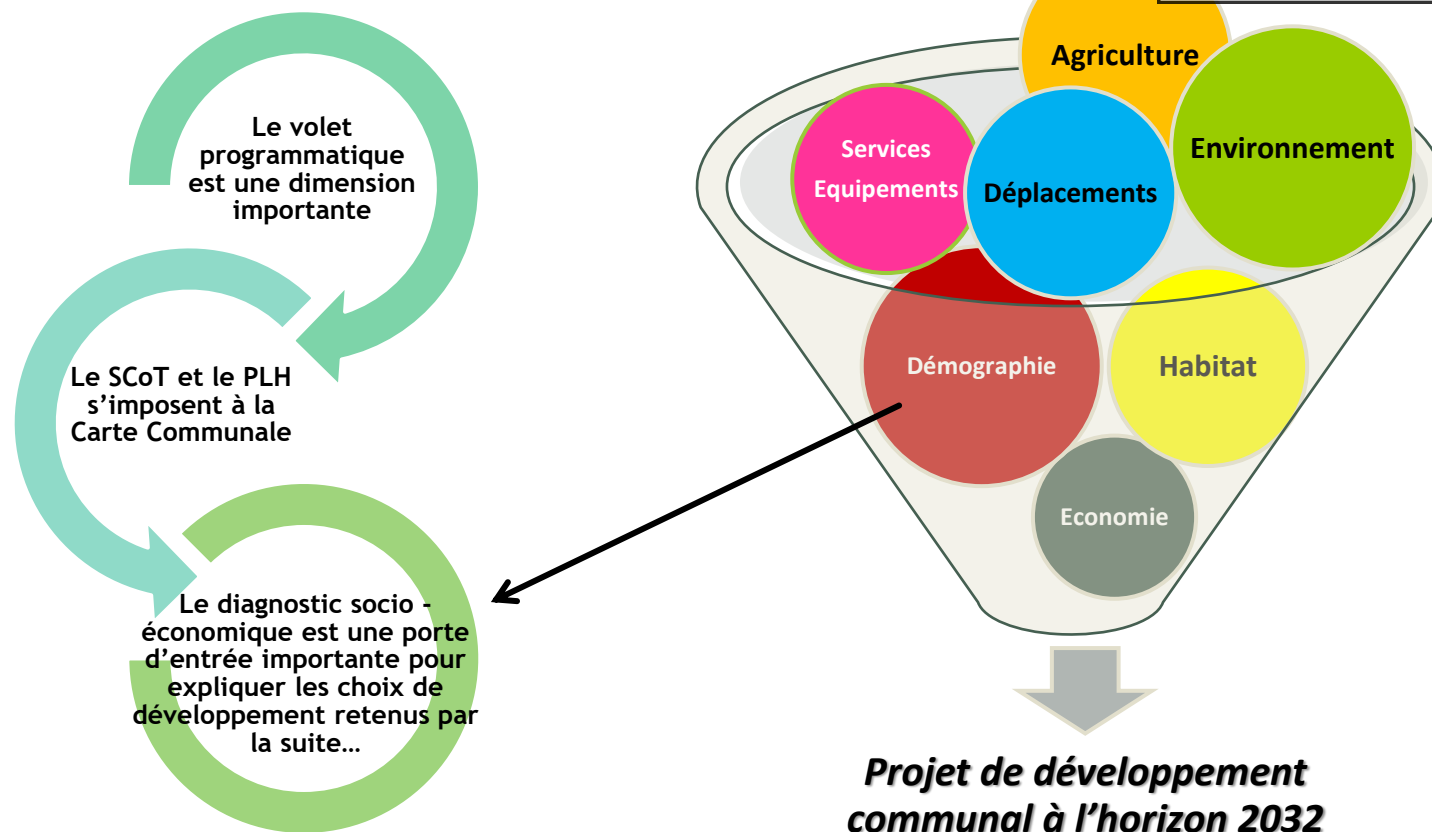 Le volet
programmatique
est une dimension
importante
Le SCoT et le PLH
s’imposent à la
Carte Communale
Le diagnostic socio -
économique est une porte
d’entrée importante pour
expliquer les choix de
développement retenus par
la suite…
Agriculture
Services
Equipements
Déplacements
Environnement
Démographie
Habitat
Economie
Projet de développement
communal à l’horizon 2032